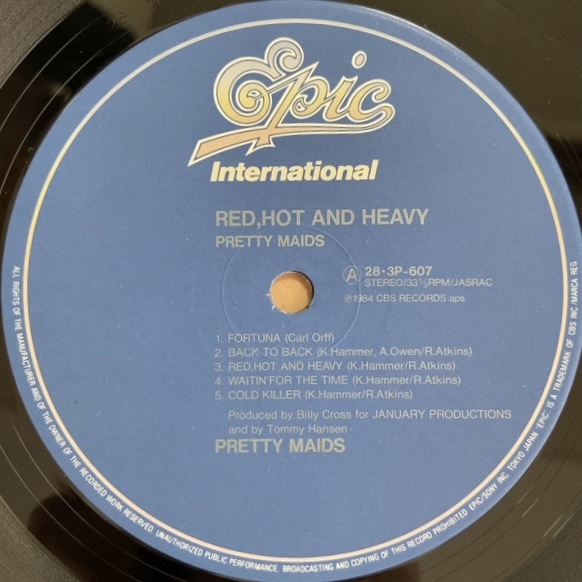 Epic
International
RED,HOT AND HEAVY
PRETTY MAIDS
A 28·3P-607
STEREO/33⅓RPM/JASRAC
℗1984 CBS RECORDS aps
1. FORTUNA (Carl Orff)
2. BACK TO BACK (K.Hammer, A.Owen/R.Atkins)
3. RED,HOT AND HEAVY (K.Hammer/R.Atkins)
4. WAITIN'FOR THE TIME (K.Hammer/R.Atkins)
5. COLD KILLER (K.Hammer/R.Atkins)
Produced by Billy Cross for JANUARY PRODUCTIONS
and by Tommy Hansen
PRETTY MAIDS
ALL RIGHTS OF THE MANUFACTURER AND OF THE OWNER OF THE RECORDED WORK RESERVED. UNAUTHORIZED PUBLIC PERFORMANCE. BROADCASTING AND COPYING OF THIS RECORD PROHIBITED EPIC/SONY INC. TOKYO JAPAN "EPIC" IS A TRADEMARK OF CBS INC./MARCA REG